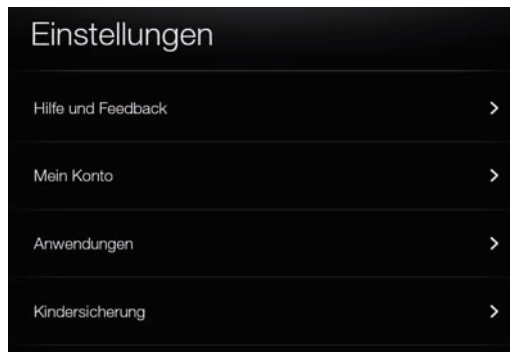 Einstellungen
Hilfe und Feedback
Mein Konto
Anwendungen
Kindersicherung